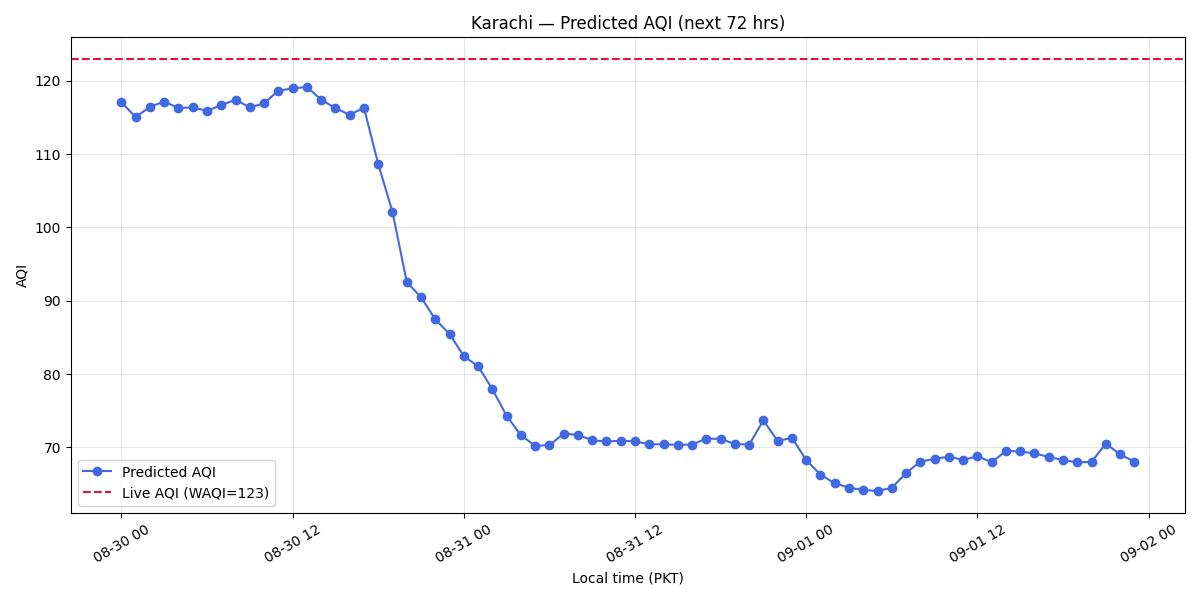 Karachi — Predicted AQI (next 72 hrs)
AQI
120
110
100
90
80
70
Predicted AQI
Live AQI (WAQI=123)
08-30 00
08-30 12
08-31 00
08-31 12
09-01 00
09-01 12
09-02 00
Local time (PKT)